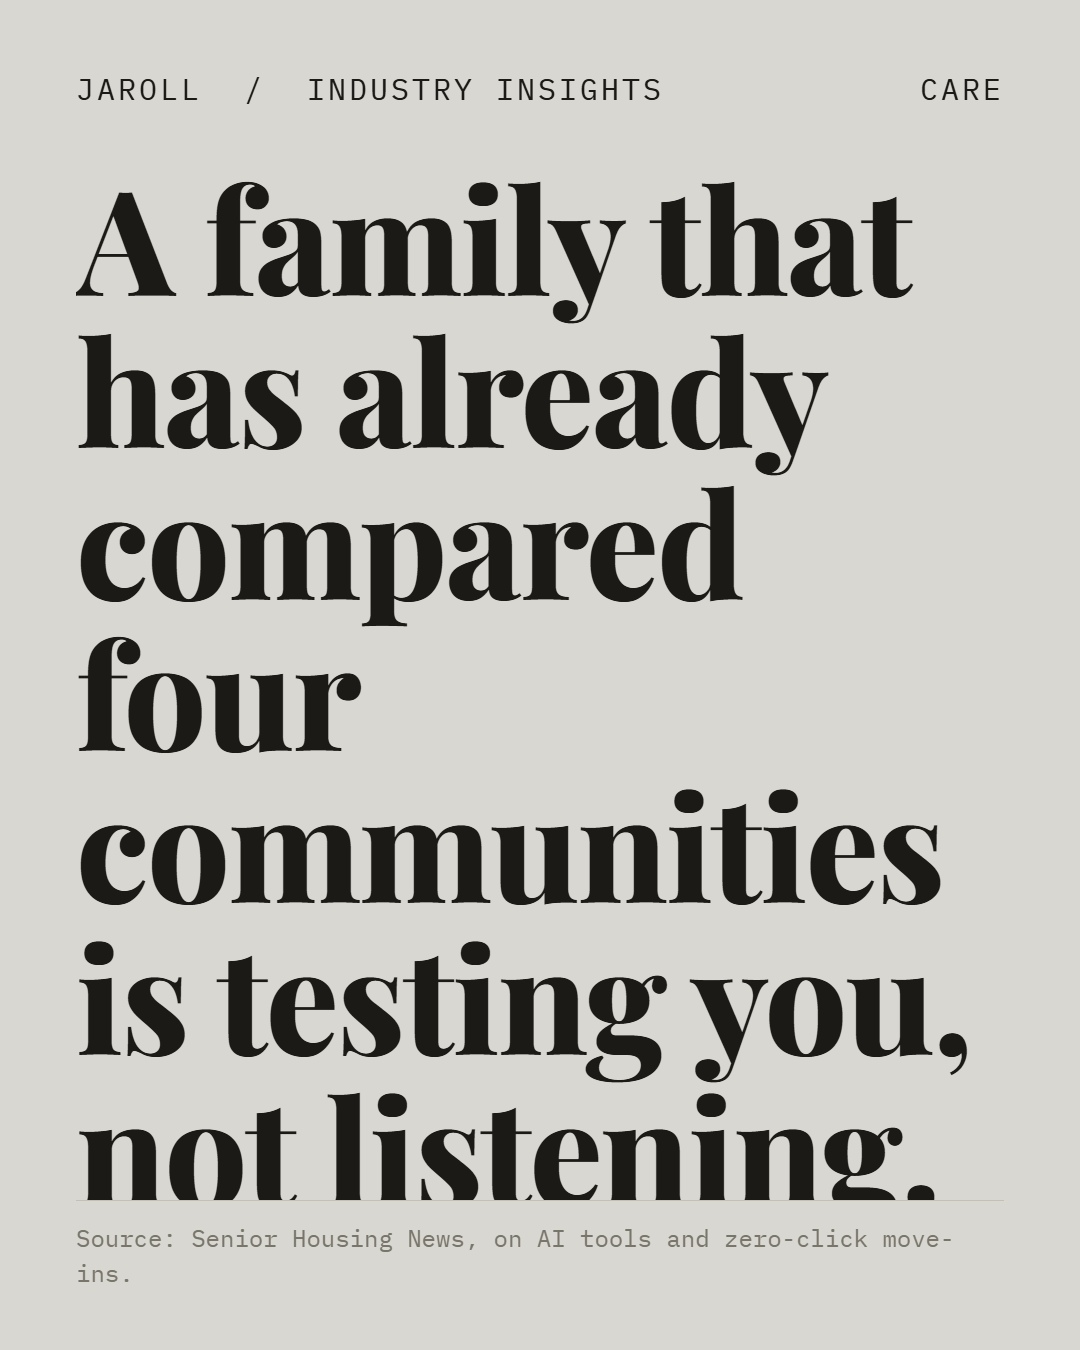 JAROLL / INDUSTRY INSIGHTS CARE
A family that
has already
compared
four
communities
is testing you,
not listening.
Source: Senior Housing News, on AI tools and zero-click move-
ins.